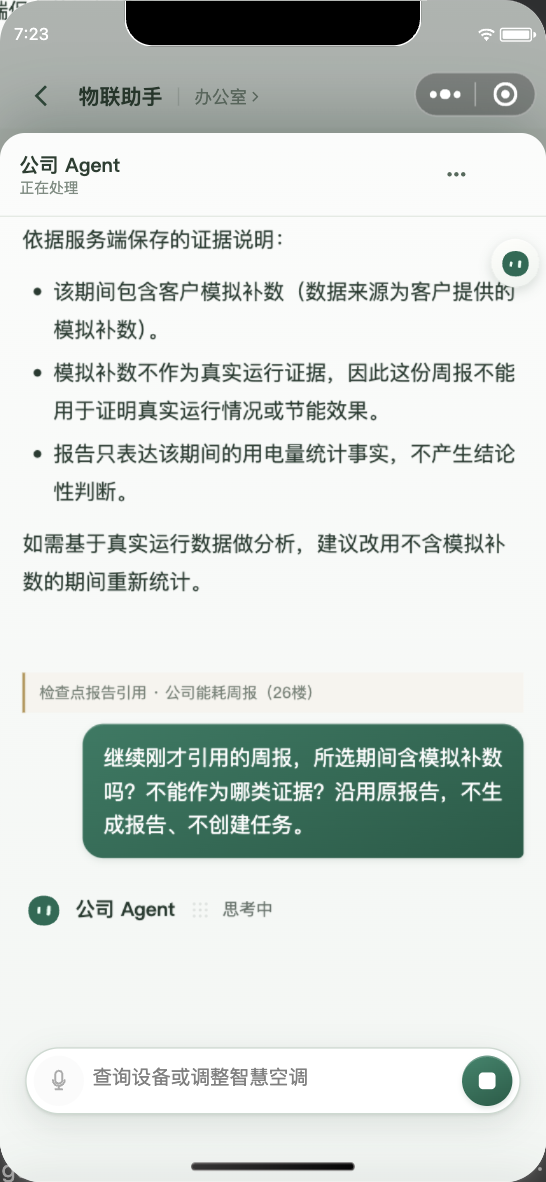 7:23
物联助手
办公室 >
公司 Agent
正在处理
依据服务端保存的证据说明：
• 该期间包含客户模拟补数（数据来源为客户提供的
模拟补数）。
• 模拟补数不作为真实运行证据，因此这份周报不能
用于证明真实运行情况或节能效果。
• 报告只表达该期间的用电量统计事实，不产生结论
性判断。
如需基于真实运行数据做分析，建议改用不含模拟补
数的期间重新统计。
检查点报告引用 · 公司能耗周报（26楼）
继续刚才引用的周报，所选期间含模拟补数
吗？不能作为哪类证据？沿用原报告，不生
成报告、不创建任务。
公司 Agent 思考中
查询设备或调整智慧空调